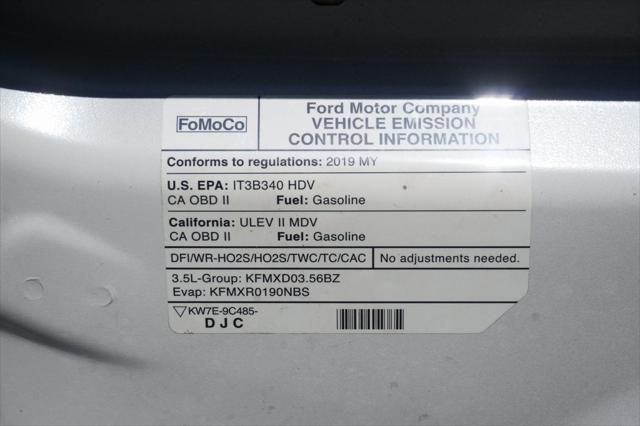 FoMoCo
Ford Motor Company
VEHICLE EMISSION
CONTROL INFORMATION
Conforms to regulations: 2019 MY
U.S. EPA: IT3B340 HDV
CA OBD II Fuel: Gasoline
California: ULEV II MDV
CA OBD II Fuel: Gasoline
DFI/WR-HO2S/HO2S/TWC/TC/CAC No adjustments needed.
3.5L-Group: KFMXD03.56BZ
Evap: KFMXR0190NBS
KW7E-9C485-
DJC